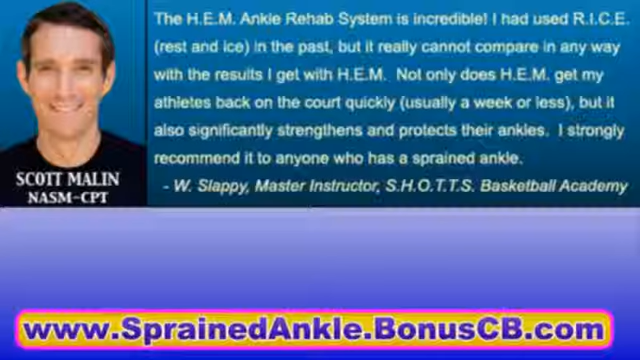 The H.E.M. Ankle Rehab System is incredible! I had used R.I.C.E.
(rest and ice) in the past, but it really cannot compare in any way
with the results I get with H.E.M. Not only does H.E.M. get my
athletes back on the court quickly (usually a week or less), but it
also significantly strengthens and protects their ankles. I strongly
recommend it to anyone who has a sprained ankle.
- W. Slappy, Master Instructor, S.H.O.T.T.S. Basketball Academy
SCOTT MALIN
NASM-CPT
www.SprainedAnkle.BonusCB.com